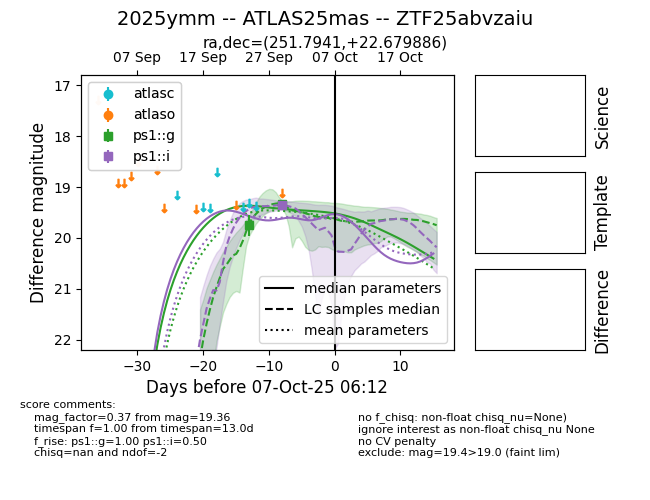 2025ymm -- ATLAS25mas -- ZTF25abvzaiu
ra,dec=(251.7941,+22.679886)
07 Sep 17 Sep 27 Sep 07 Oct 17 Oct
17
18
19
20
21
22
Difference magnitude
atlasc
atlaso
ps1::g
ps1::i
median parameters
LC samples median
mean parameters
−30 −20 −10 0 10
Days before 07-Oct-25 06:12
Science
Template
Difference
score comments:
mag_factor=0.37 from mag=19.36
timespan f=1.00 from timespan=13.0d
f_rise: ps1::g=1.00 ps1::i=0.50
chisq=nan and ndof=-2
no f_chisq: non-float chisq_nu=None)
ignore interest as non-float chisq_nu None
no CV penalty
exclude: mag=19.4>19.0 (faint lim)